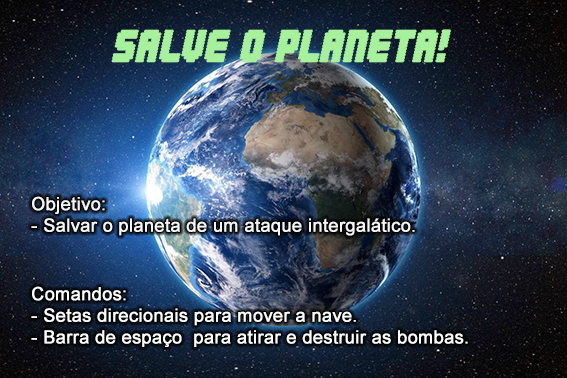 SALVE O PLANETA!
Objetivo:
- Salvar o planeta de um ataque intergalático.
Comandos:
- Setas direcionais para mover a nave.
- Barra de espaço  para atirar e destruir as bombas.